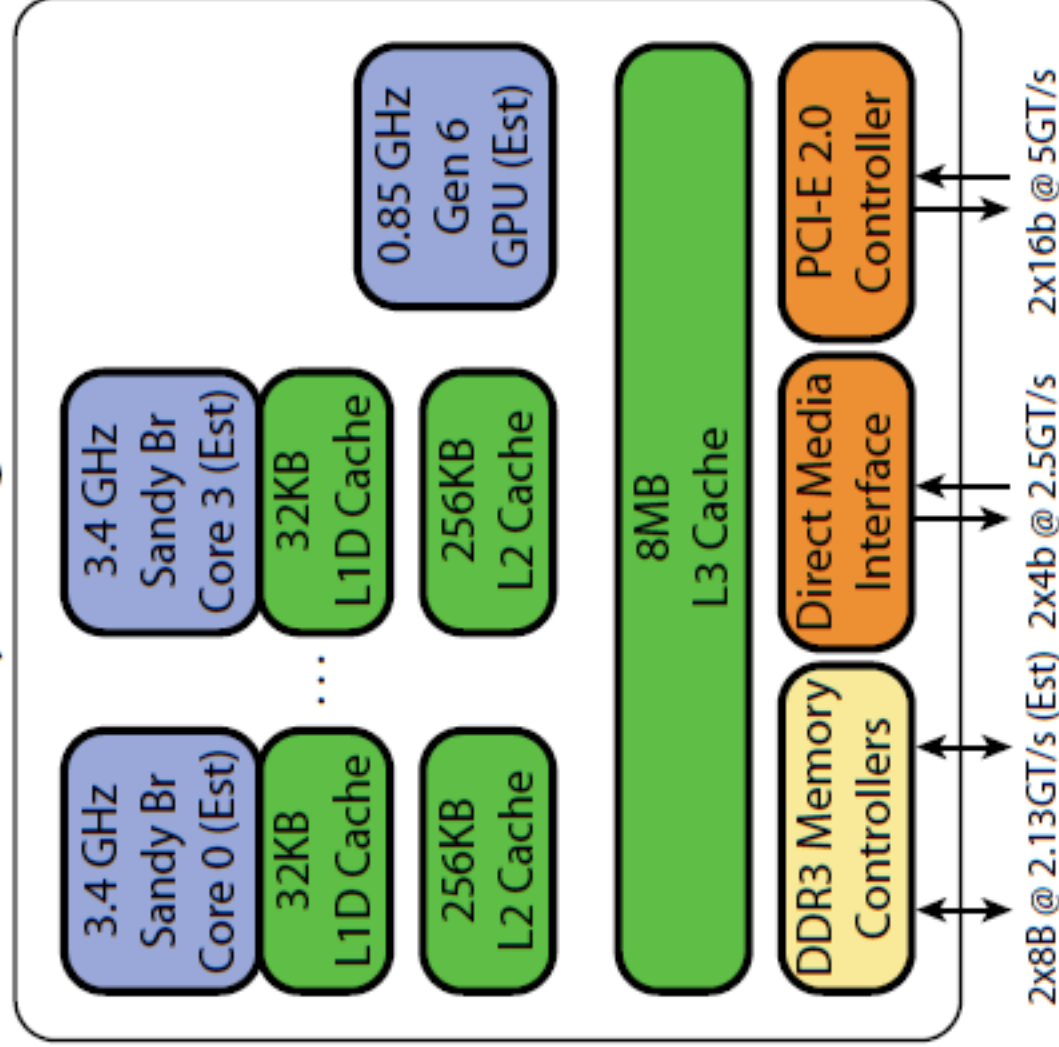 3.4 GHz
Sandy Br
Core 0 (Est)
32KB
L1D Cache
256KB
L2 Cache
...
3.4 GHz
Sandy Br
Core 3 (Est)
32KB
L1D Cache
256KB
L2 Cache
0.85 GHz
Gen 6
GPU (Est)
8MB
L3 Cache
DDR3 Memory
Controllers
Direct Media
Interface
PCI-E 2.0
Controller
2x8B @ 2.13GT/s (Est)
2x4b @ 2.5GT/s
2x16b @ 5GT/s